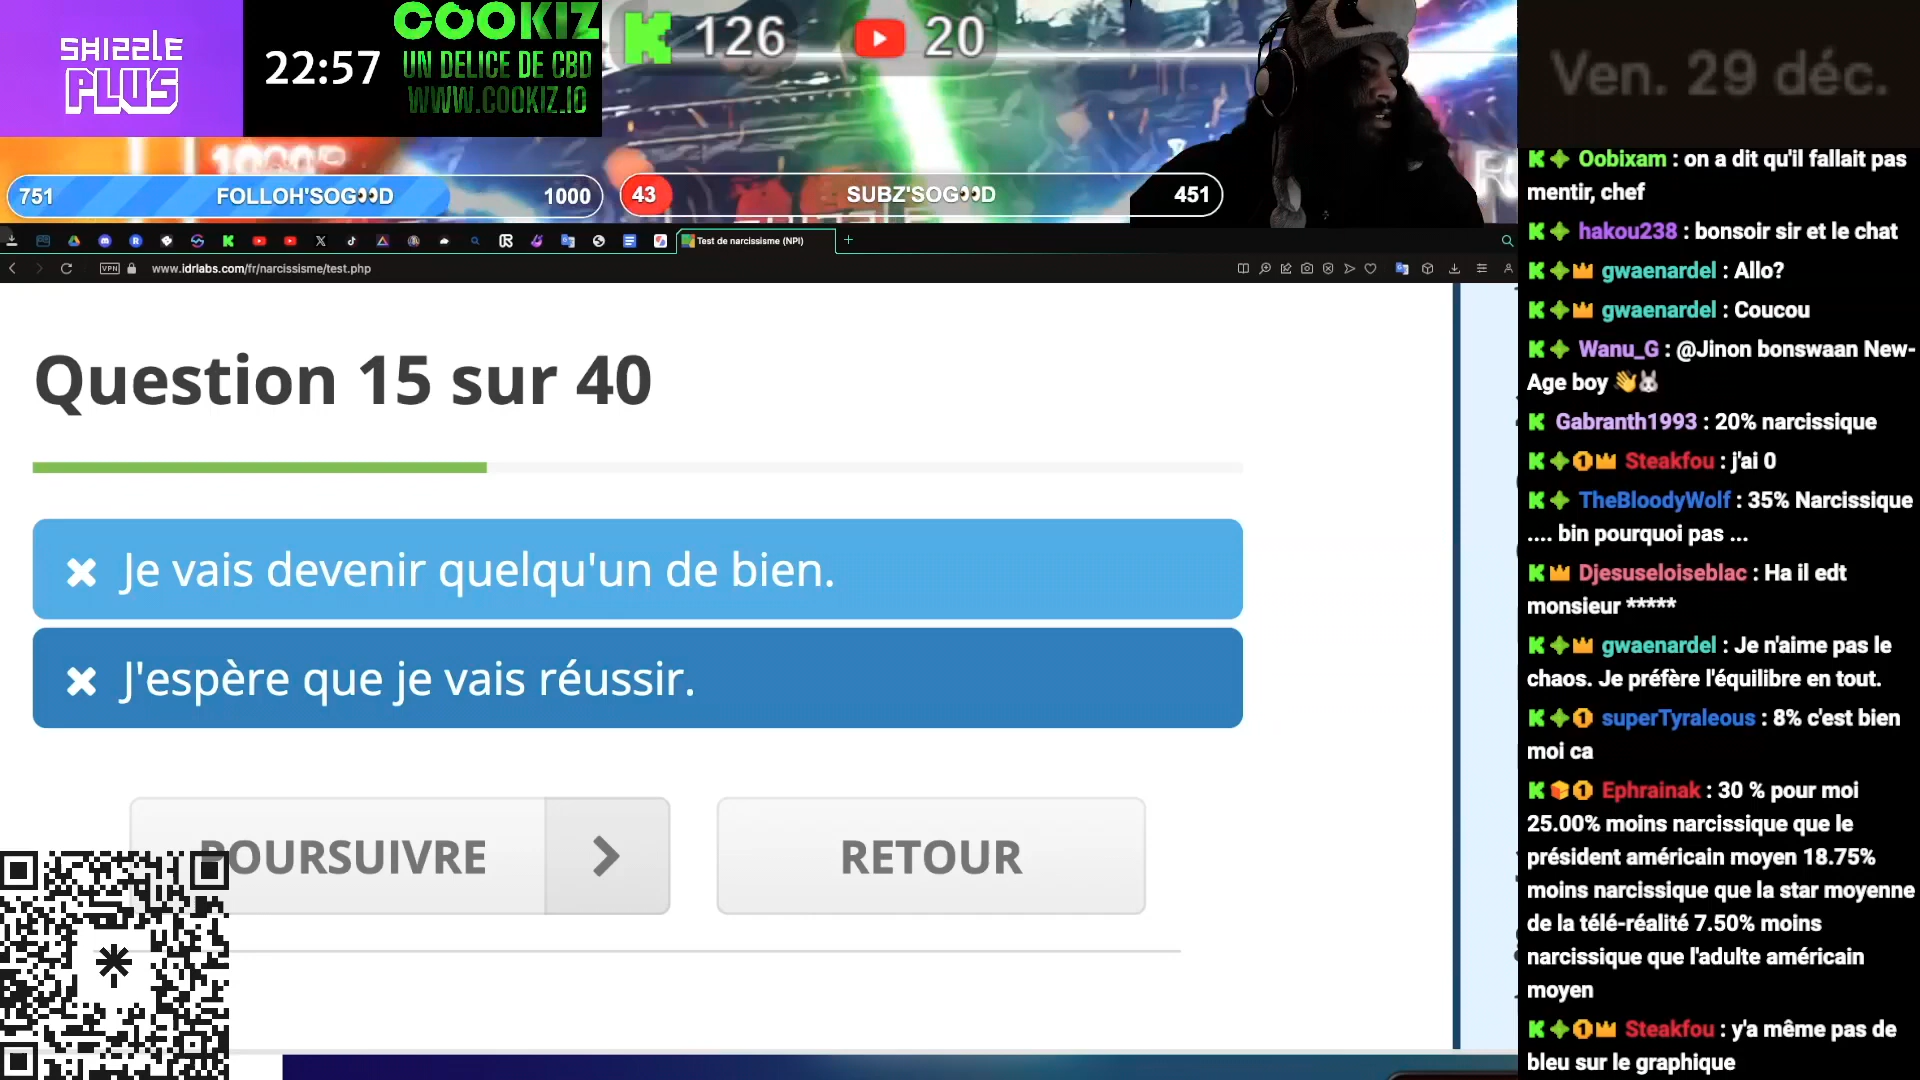 SHIZZLE
PLUS
22:57
COOKIZ
UN DELICE DE CBD
WWW.COOKIZ.IO
126
20
Ven. 29 déc.
751 FOLLOH'SOG👀D 1000
43 SUBZ'SOG👀D 451
Test de narcissisme (NPI)
VPN www.idrlabs.com/fr/narcissisme/test.php
Question 15 sur 40
Je vais devenir quelqu'un de bien.
J'espère que je vais réussir.
POURSUIVRE
RETOUR
Oobixam : on a dit qu'il fallait pas
mentir, chef
hakou238 : bonsoir sir et le chat
gwaenardel : Allo?
gwaenardel : Coucou
Wanu_G : @Jinon bonswaan New-
Age boy 👋🐰
Gabranth1993 : 20% narcissique
Steakfou : j'ai 0
TheBloodyWolf : 35% Narcissique
.... bin pourquoi pas ...
Djesuseloiseblac : Ha il edt
monsieur *****
gwaenardel : Je n'aime pas le
chaos. Je préfère l'équilibre en tout.
superTyraleous : 8% c'est bien
moi ca
Ephrainak : 30 % pour moi
25.00% moins narcissique que le
président américain moyen 18.75%
moins narcissique que la star moyenne
de la télé-réalité 7.50% moins
narcissique que l'adulte américain
moyen
Steakfou : y'a même pas de
bleu sur le graphique